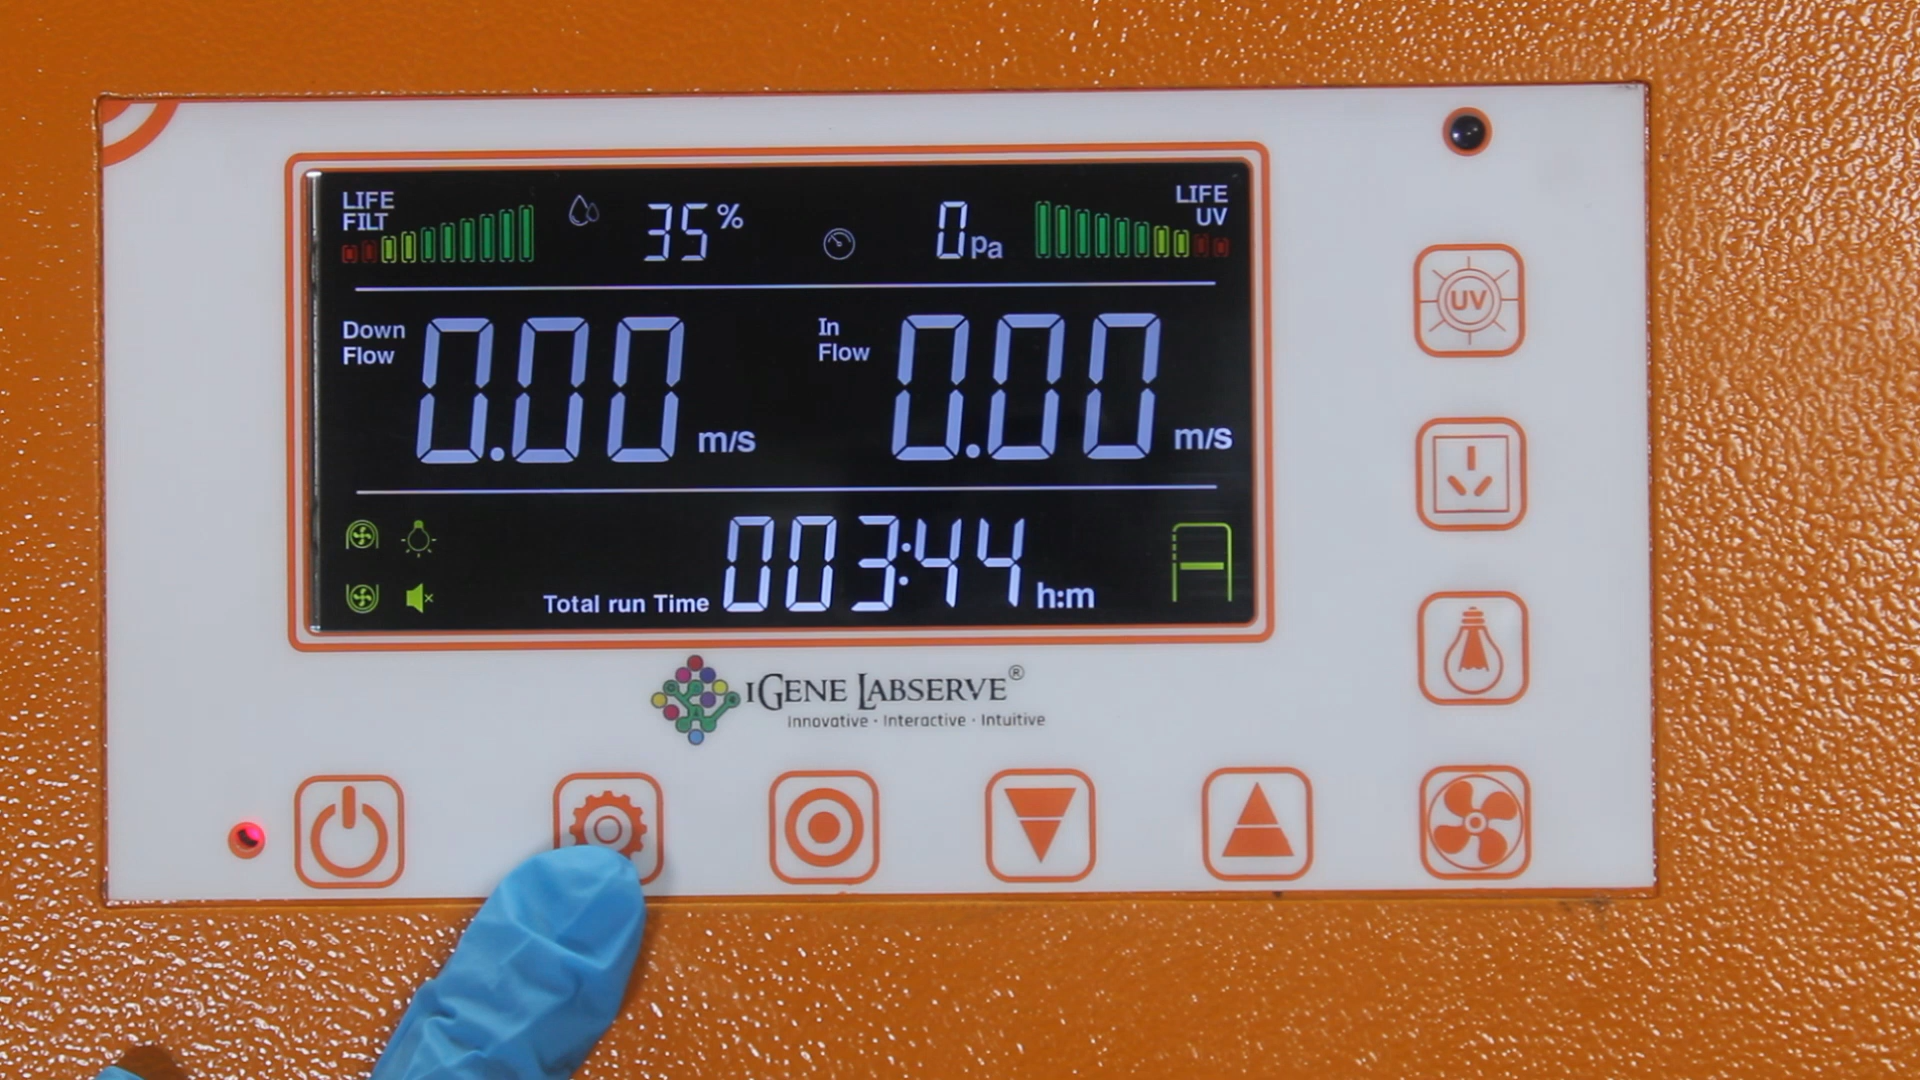 LIFE
FILT
35%
0pa
LIFE
UV
Down
Flow
0.00 m/s
In
Flow
0.00 m/s
Total run Time 003:44 h:m
A
iGene Labserve®
Innovative · Interactive · Intuitive
UV